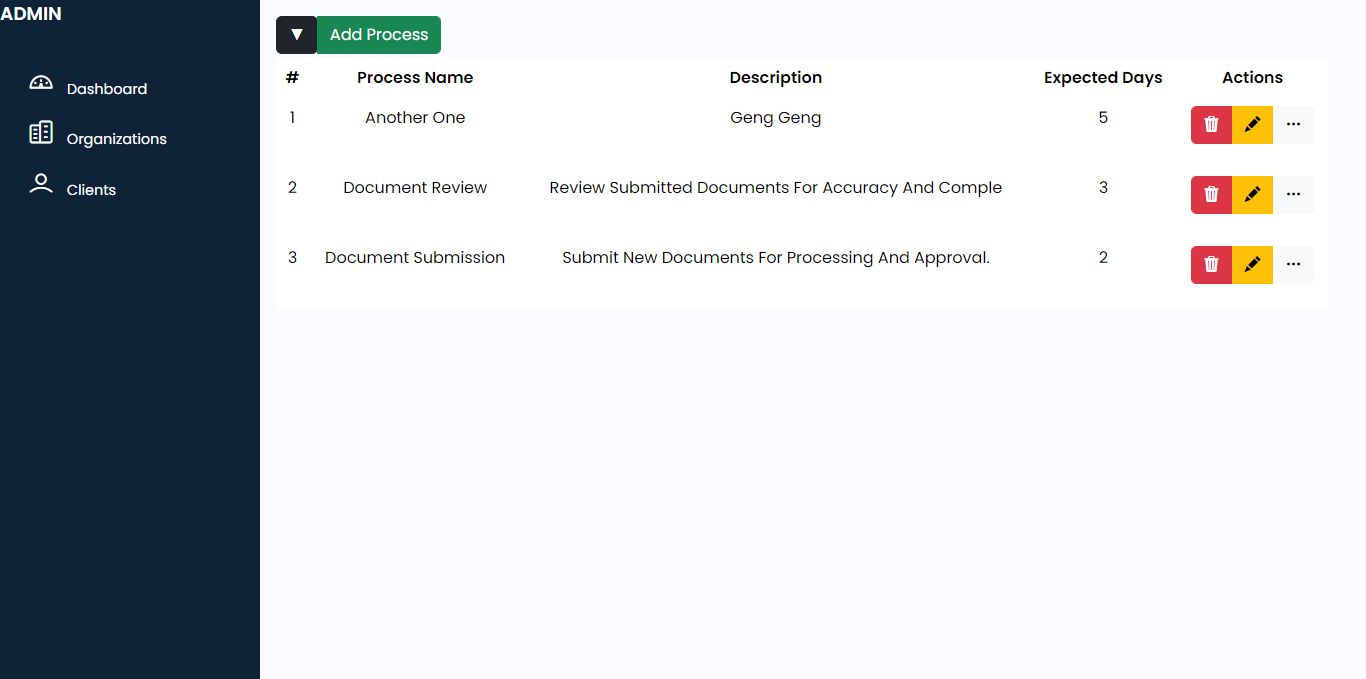 ADMIN
Dashboard
Organizations
Clients
▼ Add Process
# Process Name Description Expected Days Actions
1 Another One Geng Geng 5
2 Document Review Review Submitted Documents For Accuracy And Comple 3
3 Document Submission Submit New Documents For Processing And Approval. 2